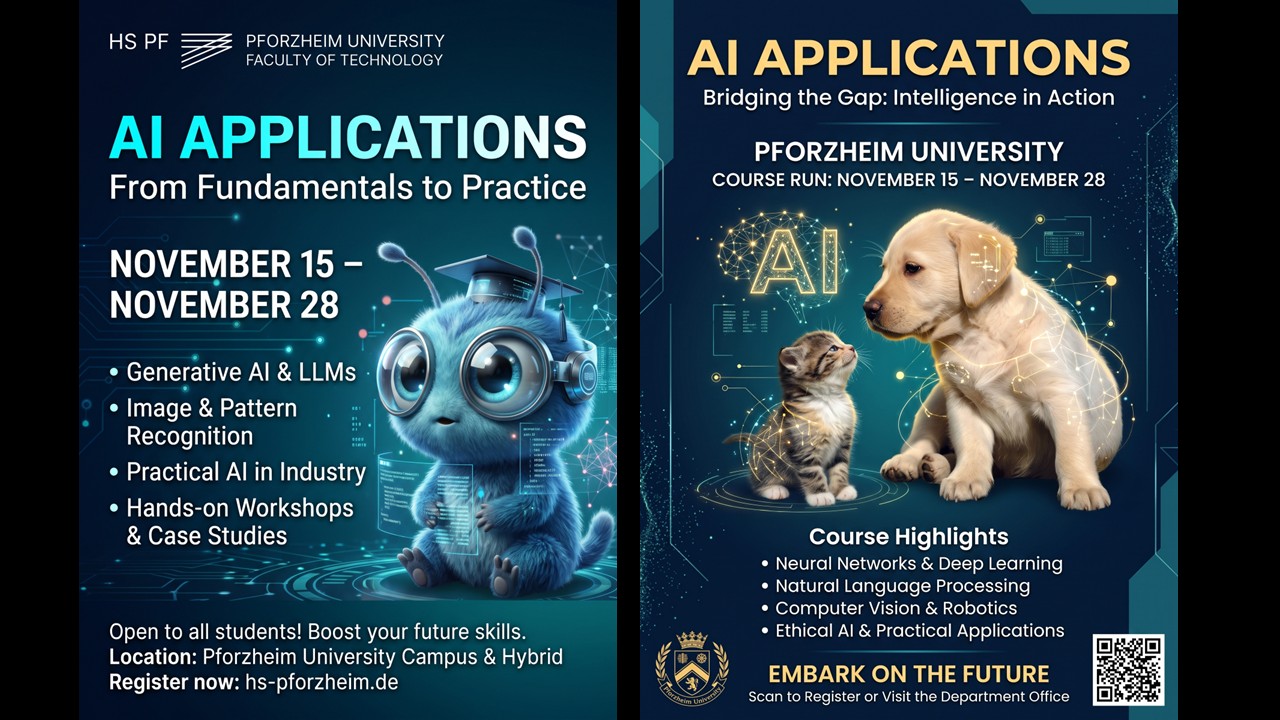 HS PF
PFORZHEIM UNIVERSITY
FACULTY OF TECHNOLOGY
AI APPLICATIONS
From Fundamentals to Practice
NOVEMBER 15 –
NOVEMBER 28
• Generative AI & LLMs
• Image & Pattern
Recognition
• Practical AI in Industry
• Hands-on Workshops
& Case Studies
Open to all students! Boost your future skills.
Location: Pforzheim University Campus & Hybrid
Register now: hs-pforzheim.de
AI APPLICATIONS
Bridging the Gap: Intelligence in Action
PFORZHEIM UNIVERSITY
COURSE RUN: NOVEMBER 15 – NOVEMBER 28
AI
Course Highlights
• Neural Networks & Deep Learning
• Natural Language Processing
• Computer Vision & Robotics
• Ethical AI & Practical Applications
Pforzheim University
EMBARK ON THE FUTURE
Scan to Register or Visit the Department Office